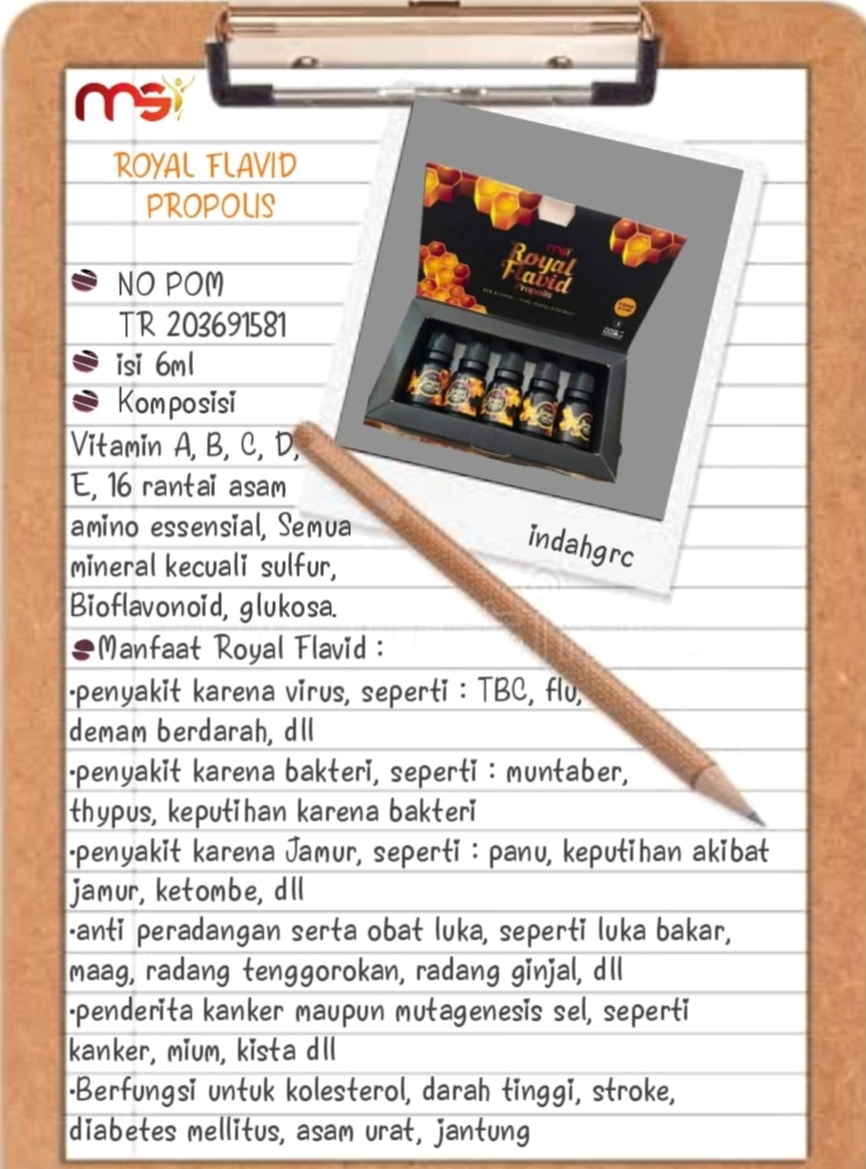 msi
ROYAL FLAVID
PROPOLIS
Royal
Flavid
Propolis
NO POM
TR 203691581
isi 6ml
Komposisi
Vitamin A, B, C, D,
E, 16 rantai asam
amino essensial, Semua
mineral kecuali sulfur,
Bioflavonoid, glukosa.
indahgrc
Manfaat Royal Flavid :
•penyakit karena virus, seperti : TBC, flu,
demam berdarah, dll
•penyakit karena bakteri, seperti : muntaber,
thypus, keputihan karena bakteri
•penyakit karena Jamur, seperti : panu, keputihan akibat
jamur, ketombe, dll
•anti peradangan serta obat luka, seperti luka bakar,
maag, radang tenggorokan, radang ginjal, dll
•penderita kanker maupun mutagenesis sel, seperti
kanker, mium, kista dll
•Berfungsi untuk kolesterol, darah tinggi, stroke,
diabetes mellitus, asam urat, jantung